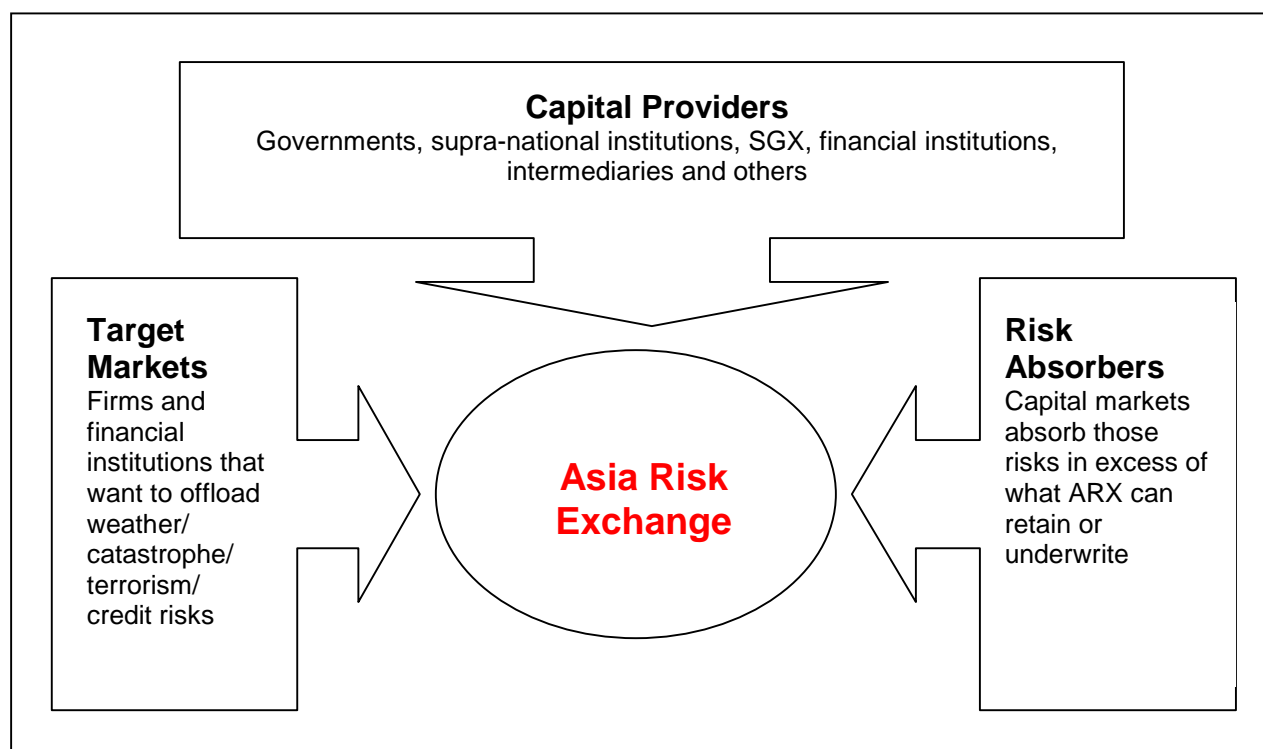 Capital Providers
Governments, supra-national institutions, SGX, financial institutions,
intermediaries and others
Target
Markets
Firms and
financial
institutions that
want to offload
weather/
catastrophe/
terrorism/
credit risks
Asia Risk
Exchange
Risk
Absorbers
Capital markets
absorb those
risks in excess of
what ARX can
retain or
underwrite